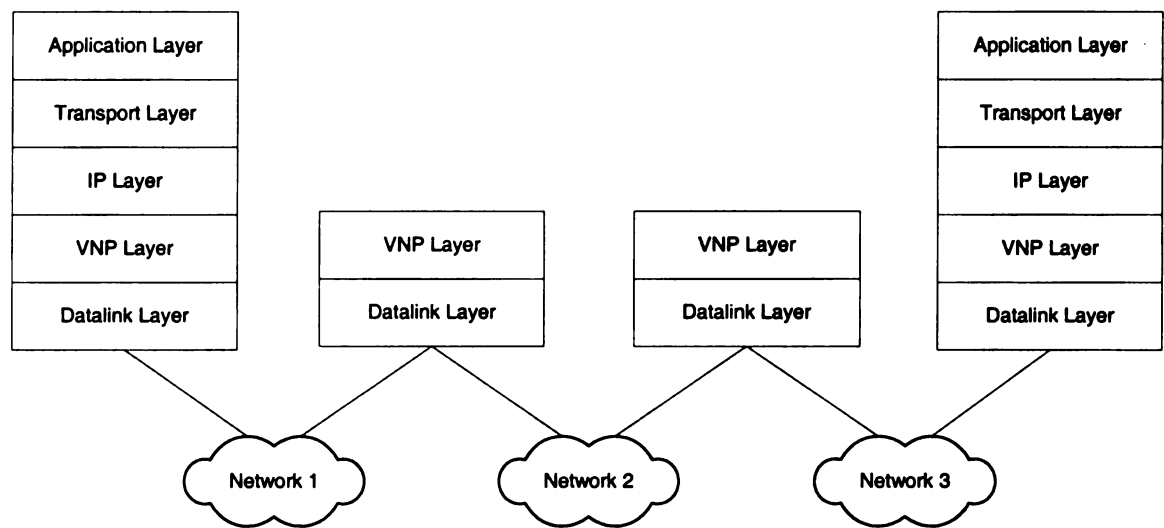 Application Layer
Transport Layer
IP Layer
VNP Layer
Datalink Layer
VNP Layer
Datalink Layer
VNP Layer
Datalink Layer
Application Layer
Transport Layer
IP Layer
VNP Layer
Datalink Layer
Network 1
Network 2
Network 3